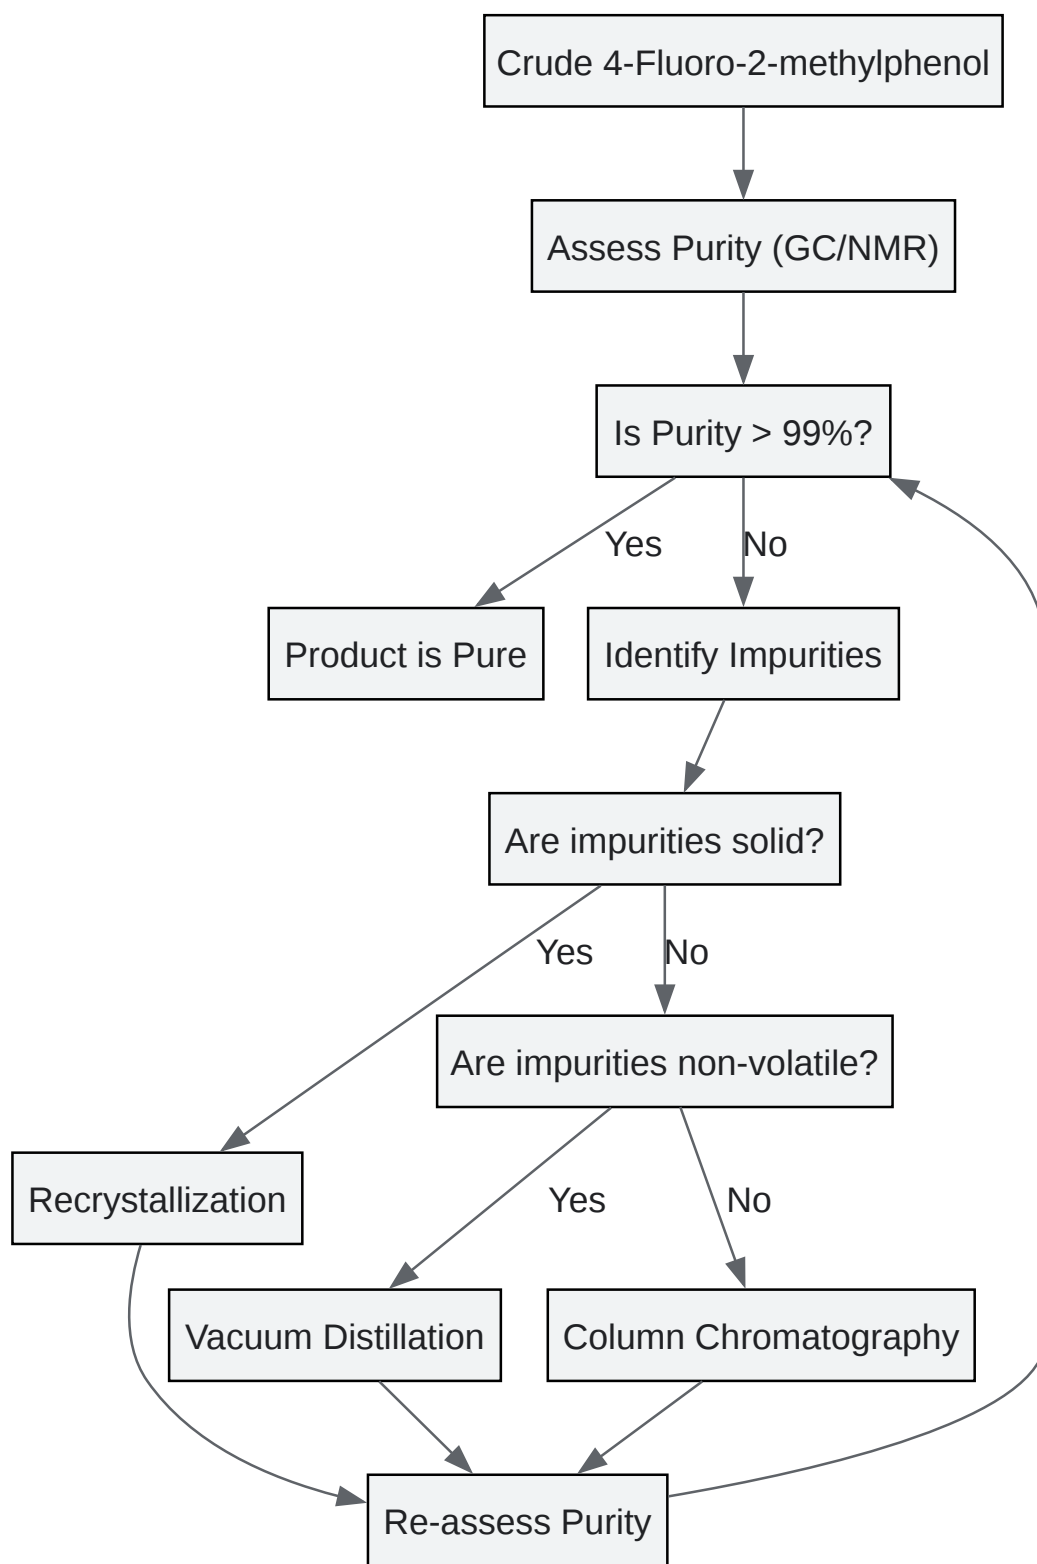 Crude 4-Fluoro-2-methylphenol
Assess Purity (GC/NMR)
Is Purity > 99%?
Yes
No
Product is Pure
Identify Impurities
Are impurities solid?
Yes
No
Are impurities non-volatile?
Recrystallization
Yes
No
Vacuum Distillation
Column Chromatography
Re-assess Purity